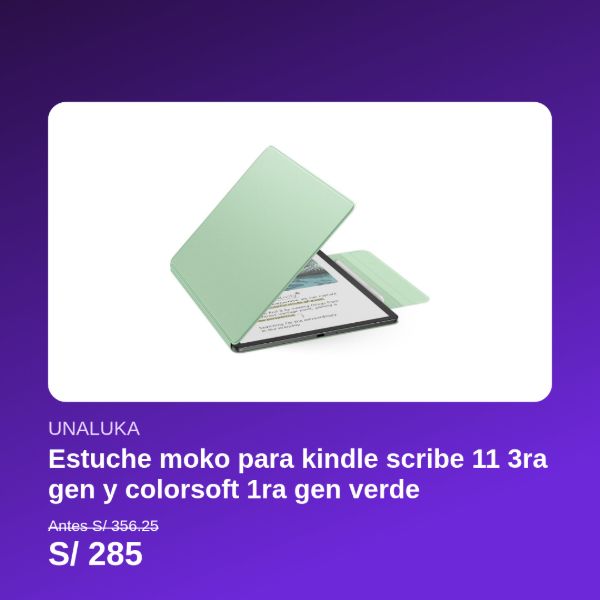 UNALUKA
Estuche moko para kindle scribe 11 3ra
gen y colorsoft 1ra gen verde
Antes S/ 356.25
S/ 285